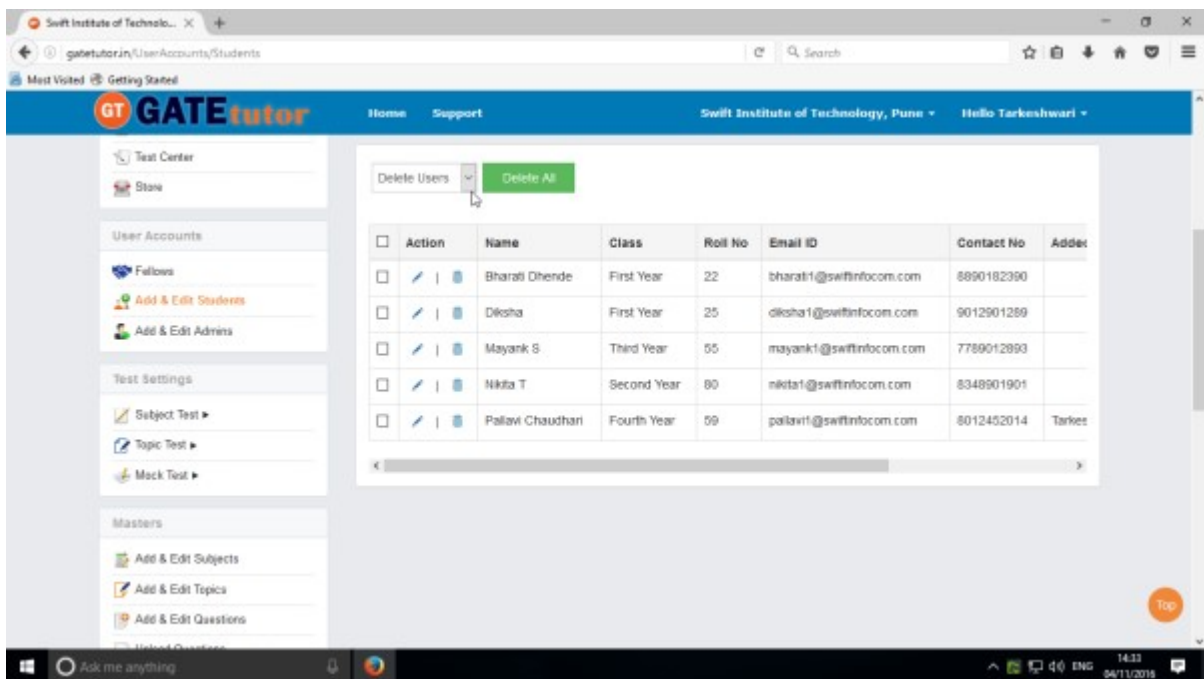 Swift Institute of Technolo...
gatetutor.in/UserAccounts/Students
Search
Most Visited Getting Started
GT GATEtutor
Home Support Swift Institute of Technology, Pune Hello Tarkeshwari
Test Center
Store
Delete Users Delete All
User Accounts
Fellows
Add & Edit Students
Add & Edit Admins
Action Name Class Roll No Email ID Contact No Added
| Bharati Dhende First Year 22 bharati1@swiftinfocom.com 8890182390
| Diksha First Year 25 diksha1@swiftinfocom.com 9012901289
| Mayank S Third Year 55 mayank1@swiftinfocom.com 7789012893
| Nikita T Second Year 80 nikita1@swiftinfocom.com 8348901901
| Pallavi Chaudhari Fourth Year 59 pallavi1@swiftinfocom.com 8012452014 Tarkes
Test Settings
Subject Test
Topic Test
Mock Test
Masters
Add & Edit Subjects
Add & Edit Topics
Add & Edit Questions
Upload Questions
Top
Ask me anything
ENG 14:33
04/11/2016